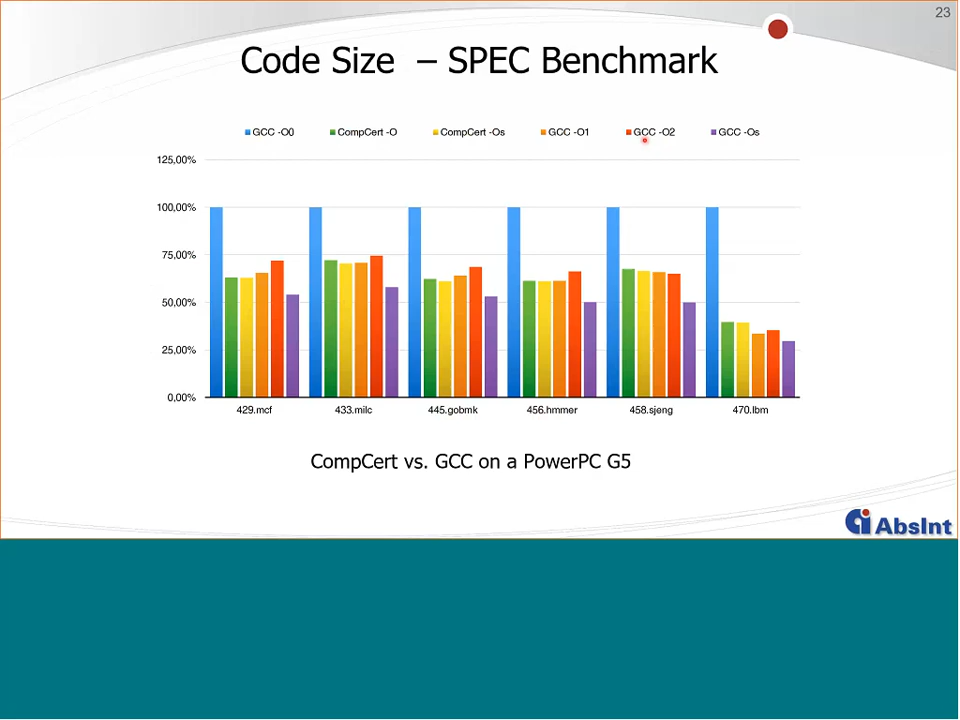 23
Code Size – SPEC Benchmark
GCC -O0 CompCert -O CompCert -Os GCC -O1 GCC -O2 GCC -Os
125,00%
100,00%
75,00%
50,00%
25,00%
0,00%
429.mcf 433.milc 445.gobmk 456.hmmer 458.sjeng 470.lbm
CompCert vs. GCC on a PowerPC G5
AbsInt